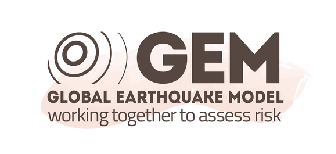 GEM
GLOBAL EARTHQUAKE MODEL
working together to assess risk